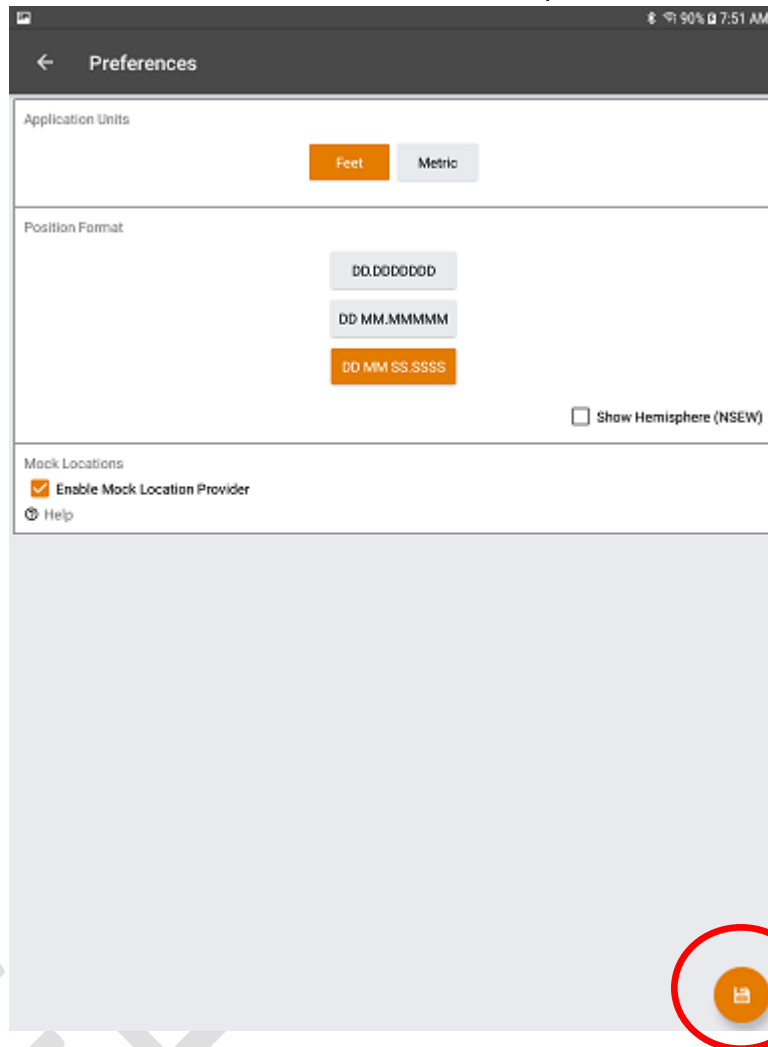 90% 7:51 AM
Preferences
Application Units
Feet Metric
Position Format
DD.DDDDDDD
DD MM.MMMMM
DD MM SS.SSSS
Show Hemisphere (NSEW)
Mock Locations
Enable Mock Location Provider
Help